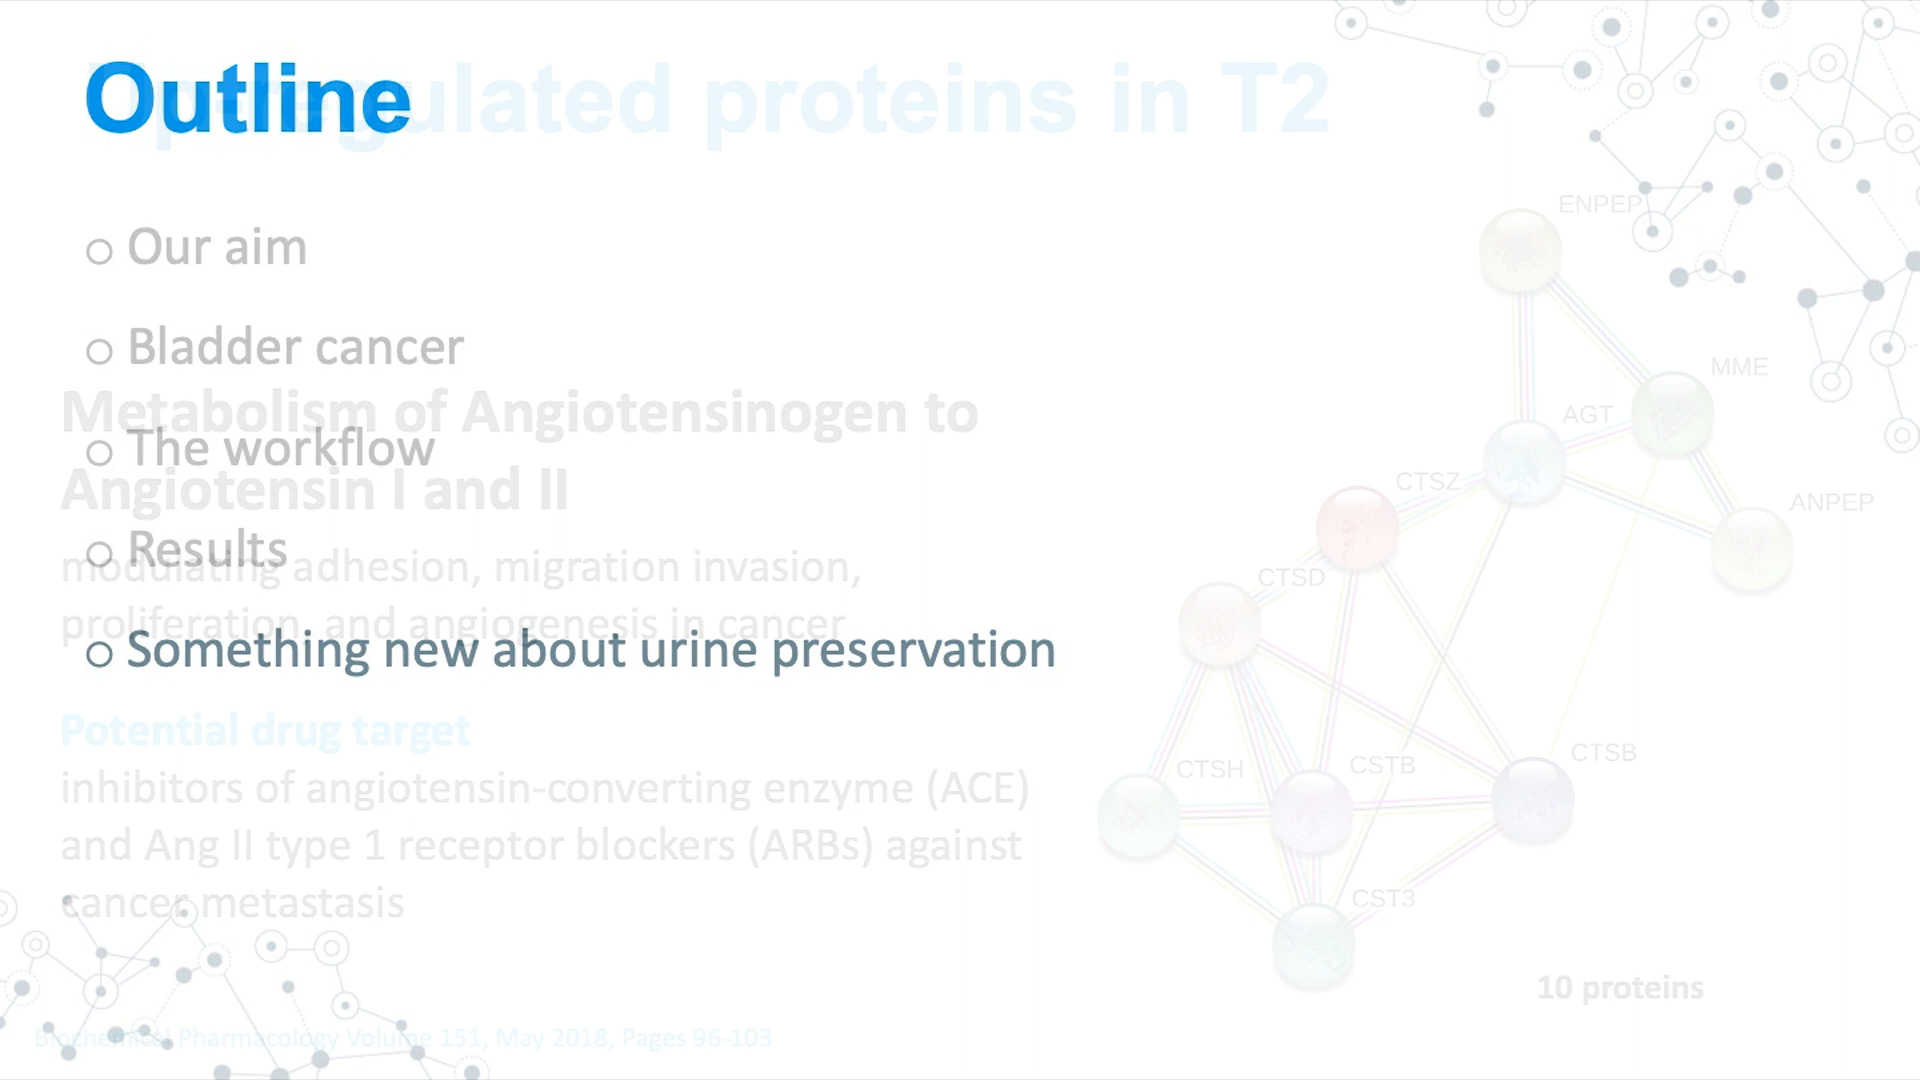 Outline
Up-regulated proteins in T2
○ Our aim
○ Bladder cancer
○ The workflow
○ Results
○ Something new about urine preservation
Metabolism of Angiotensinogen to
Angiotensin I and II
modulating adhesion, migration invasion,
proliferation, and angiogenesis in cancer
Potential drug target
inhibitors of angiotensin-converting enzyme (ACE)
and Ang II type 1 receptor blockers (ARBs) against
cancer metastasis
Biochemical Pharmacology Volume 151, May 2018, Pages 96-103
ENPEP
MME
AGT
CTSZ
ANPEP
CTSD
CTSB
CSTB
CTSH
CST3
10 proteins